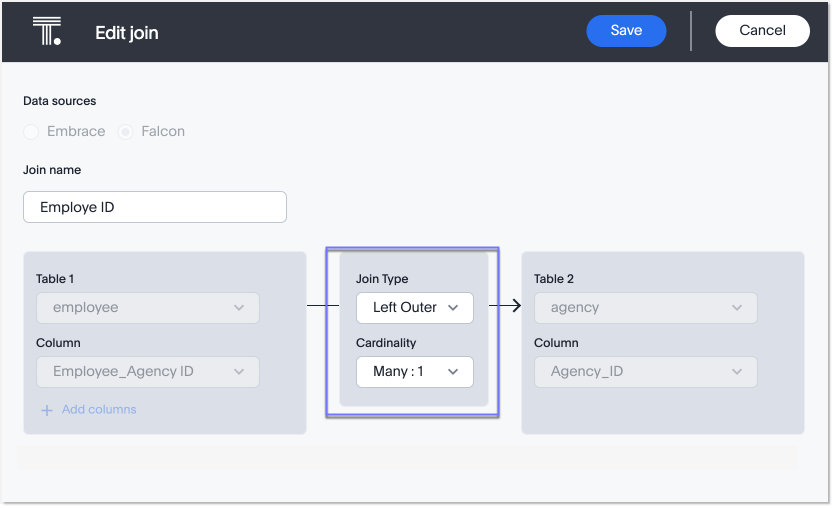 T.
Edit join
Save
Cancel
Data sources
Embrace
Falcon
Join name
Employe ID
Table 1
employee
Column
Employee_Agency ID
+ Add columns
Join Type
Left Outer
Cardinality
Many : 1
Table 2
agency
Column
Agency_ID